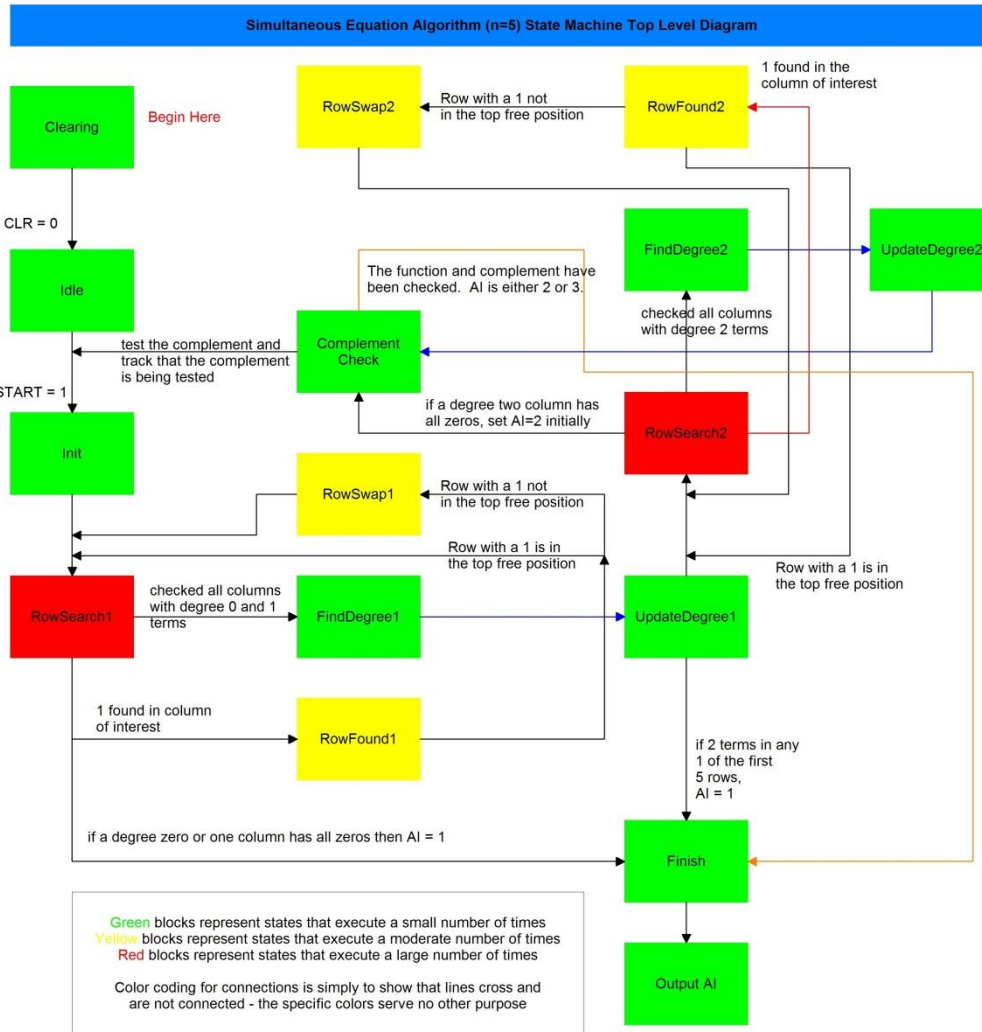 Simultaneous Equation Algorithm (n=5) State Machine Top Level Diagram
Clearing
Begin Here
RowSwap2
Row with a 1 not
in the top free position
RowFound2
1 found in the
column of interest
CLR = 0
Idle
The function and complement have
been checked. AI is either 2 or 3.
FindDegree2
UpdateDegree2
checked all columns
with degree 2 terms
test the complement and
track that the complement
is being tested
Complement
Check
START = 1
Init
if a degree two column has
all zeros, set AI=2 initially
RowSearch2
RowSwap1
Row with a 1 not
in the top free position
Row with a 1 is in
the top free position
Row with a 1 is in
the top free position
RowSearch1
checked all columns
with degree 0 and 1
terms
FindDegree1
UpdateDegree1
1 found in column
of interest
RowFound1
if 2 terms in any
1 of the first
5 rows,
AI = 1
if a degree zero or one column has all zeros then AI = 1
Finish
Output AI
Green blocks represent states that execute a small number of times
Yellow blocks represent states that execute a moderate number of times
Red blocks represent states that execute a large number of times
Color coding for connections is simply to show that lines cross and
are not connected - the specific colors serve no other purpose